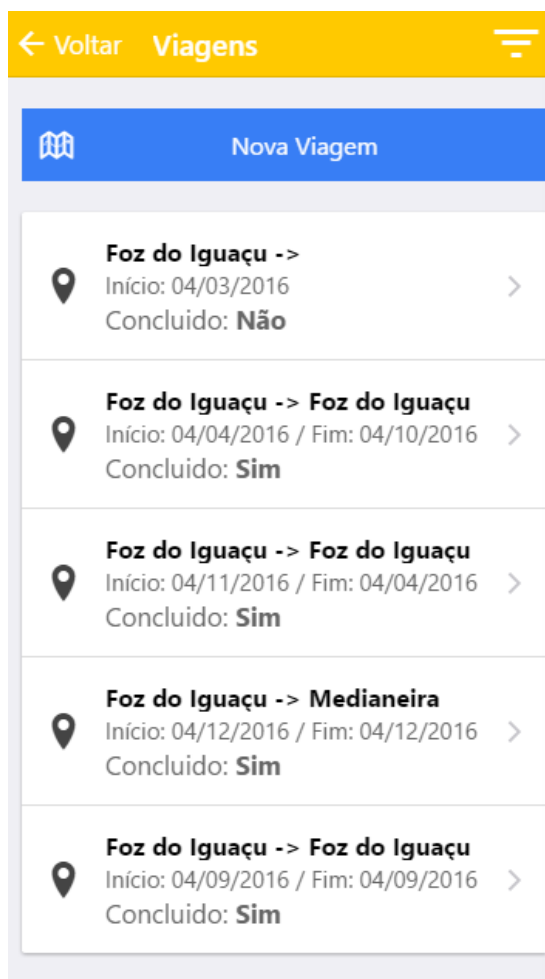 Voltar Viagens
Nova Viagem
Foz do Iguaçu ->
Início: 04/03/2016
Concluido: Não
Foz do Iguaçu -> Foz do Iguaçu
Início: 04/04/2016 / Fim: 04/10/2016
Concluido: Sim
Foz do Iguaçu -> Foz do Iguaçu
Início: 04/11/2016 / Fim: 04/04/2016
Concluido: Sim
Foz do Iguaçu -> Medianeira
Início: 04/12/2016 / Fim: 04/12/2016
Concluido: Sim
Foz do Iguaçu -> Foz do Iguaçu
Início: 04/09/2016 / Fim: 04/09/2016
Concluido: Sim